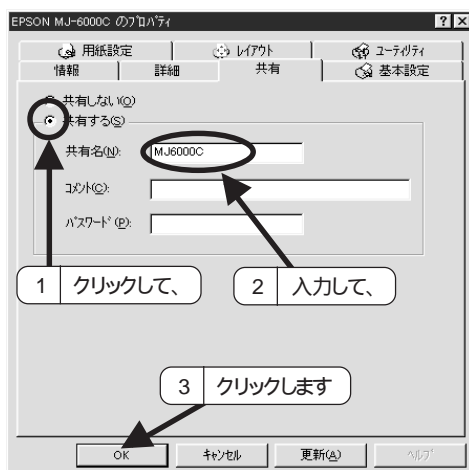 EPSON MJ-6000C のプロパティ
用紙設定 レイアウト ユーティリティ
情報 詳細 共有 基本設定
共有しない(O)
共有する(S)
共有名(N): MJ6000C
コメント(C):
パスワード(P):
1 クリックして、 2 入力して、
3 クリックします
OK キャンセル 更新(A) ヘルプ